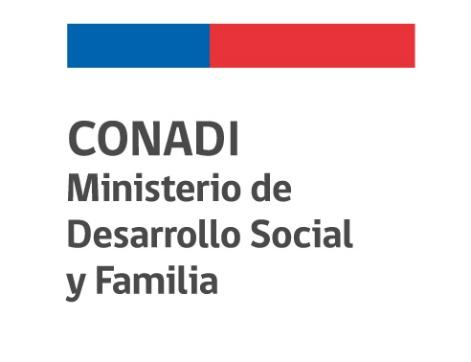 CONADI
Ministerio de
Desarrollo Social
y Familia